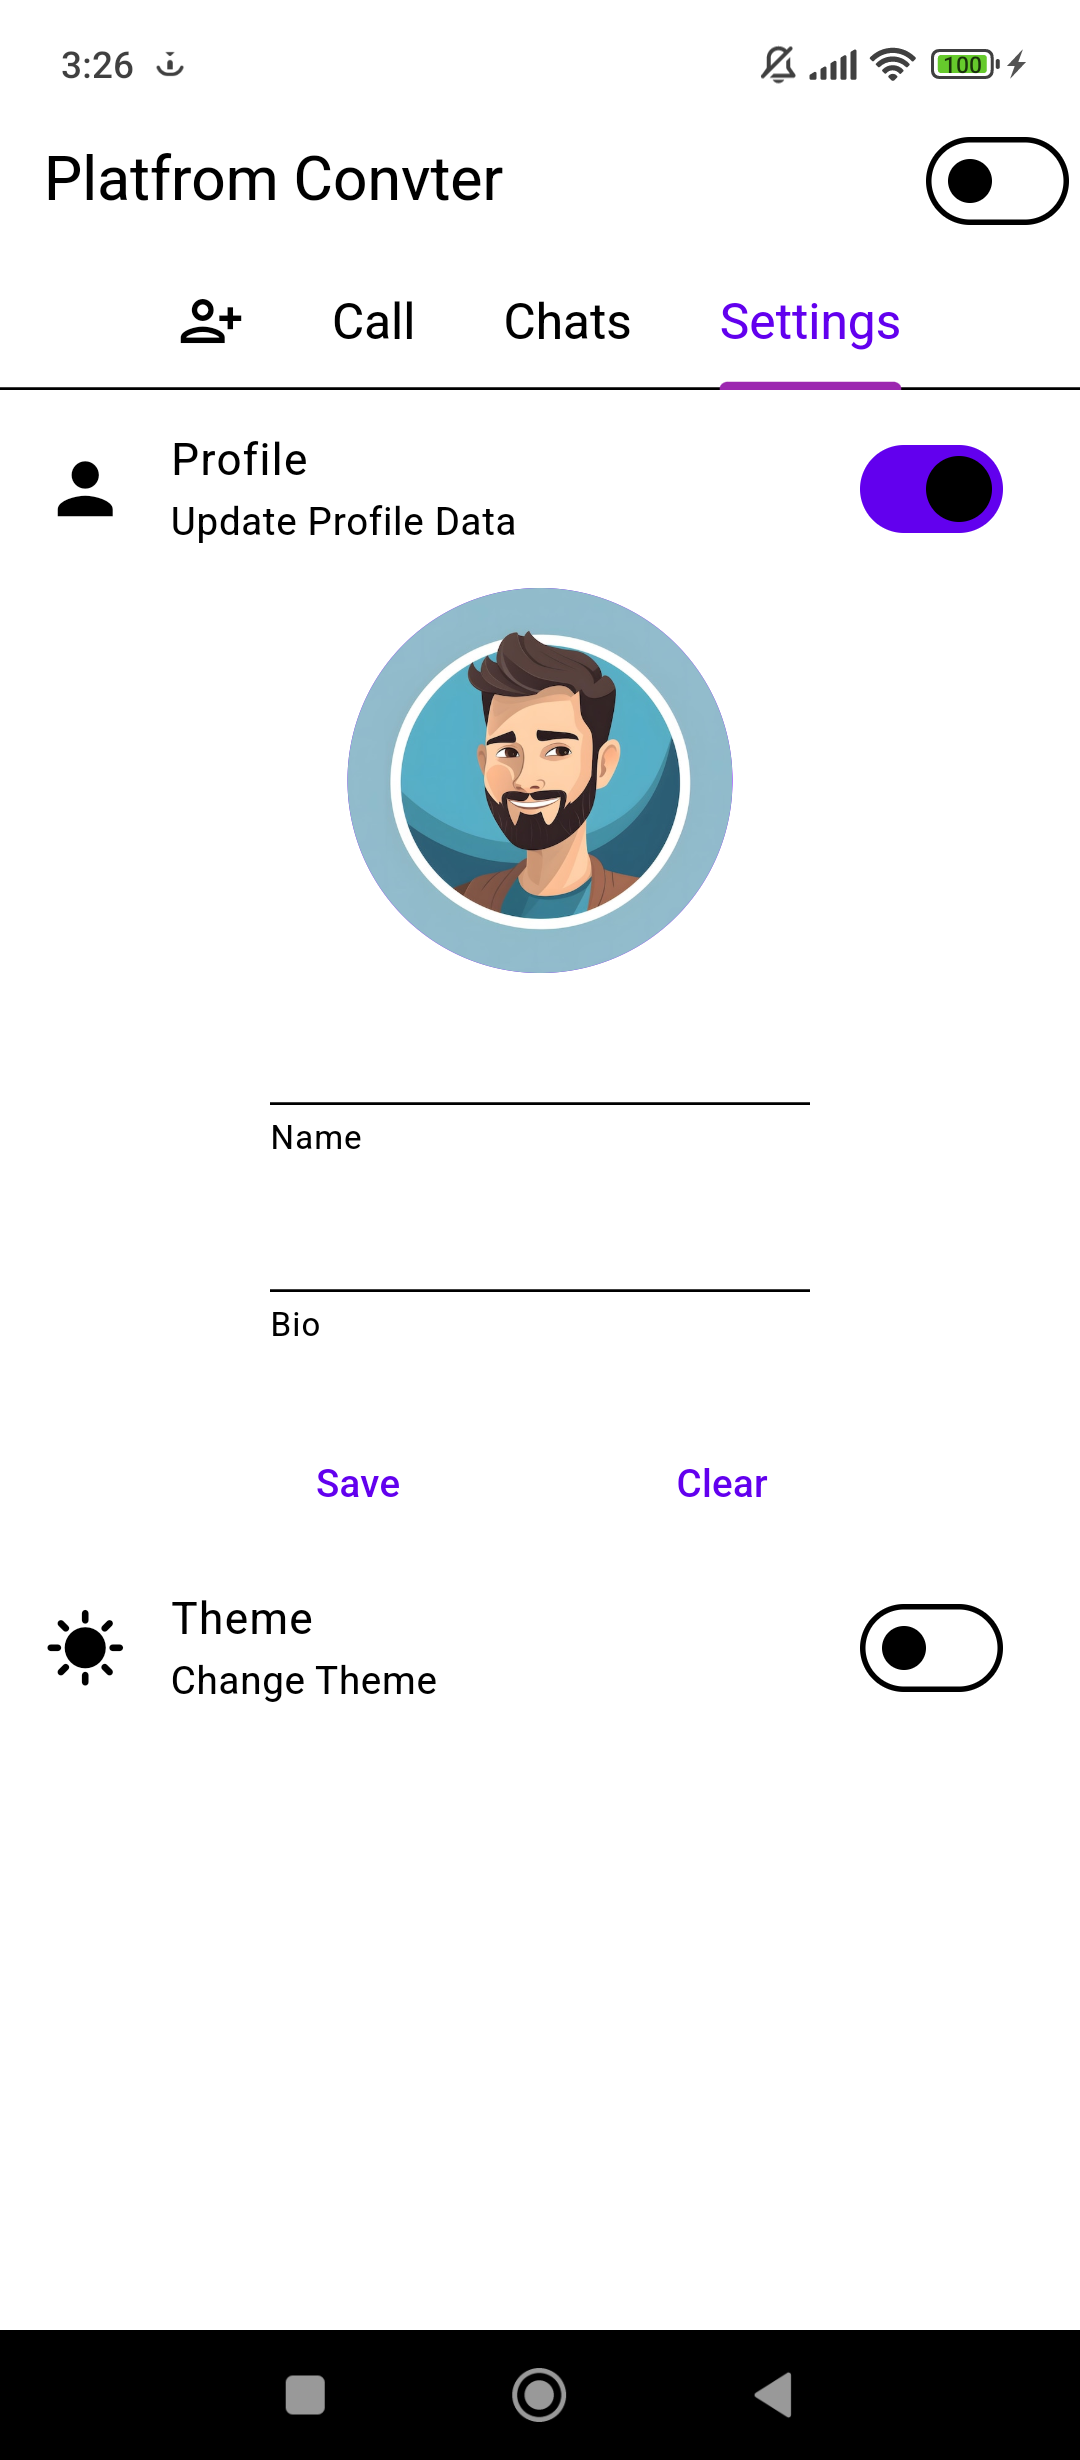 3:26
100
Platfrom Convter
Call Chats Settings
Profile
Update Profile Data
Name
Bio
Save Clear
Theme
Change Theme